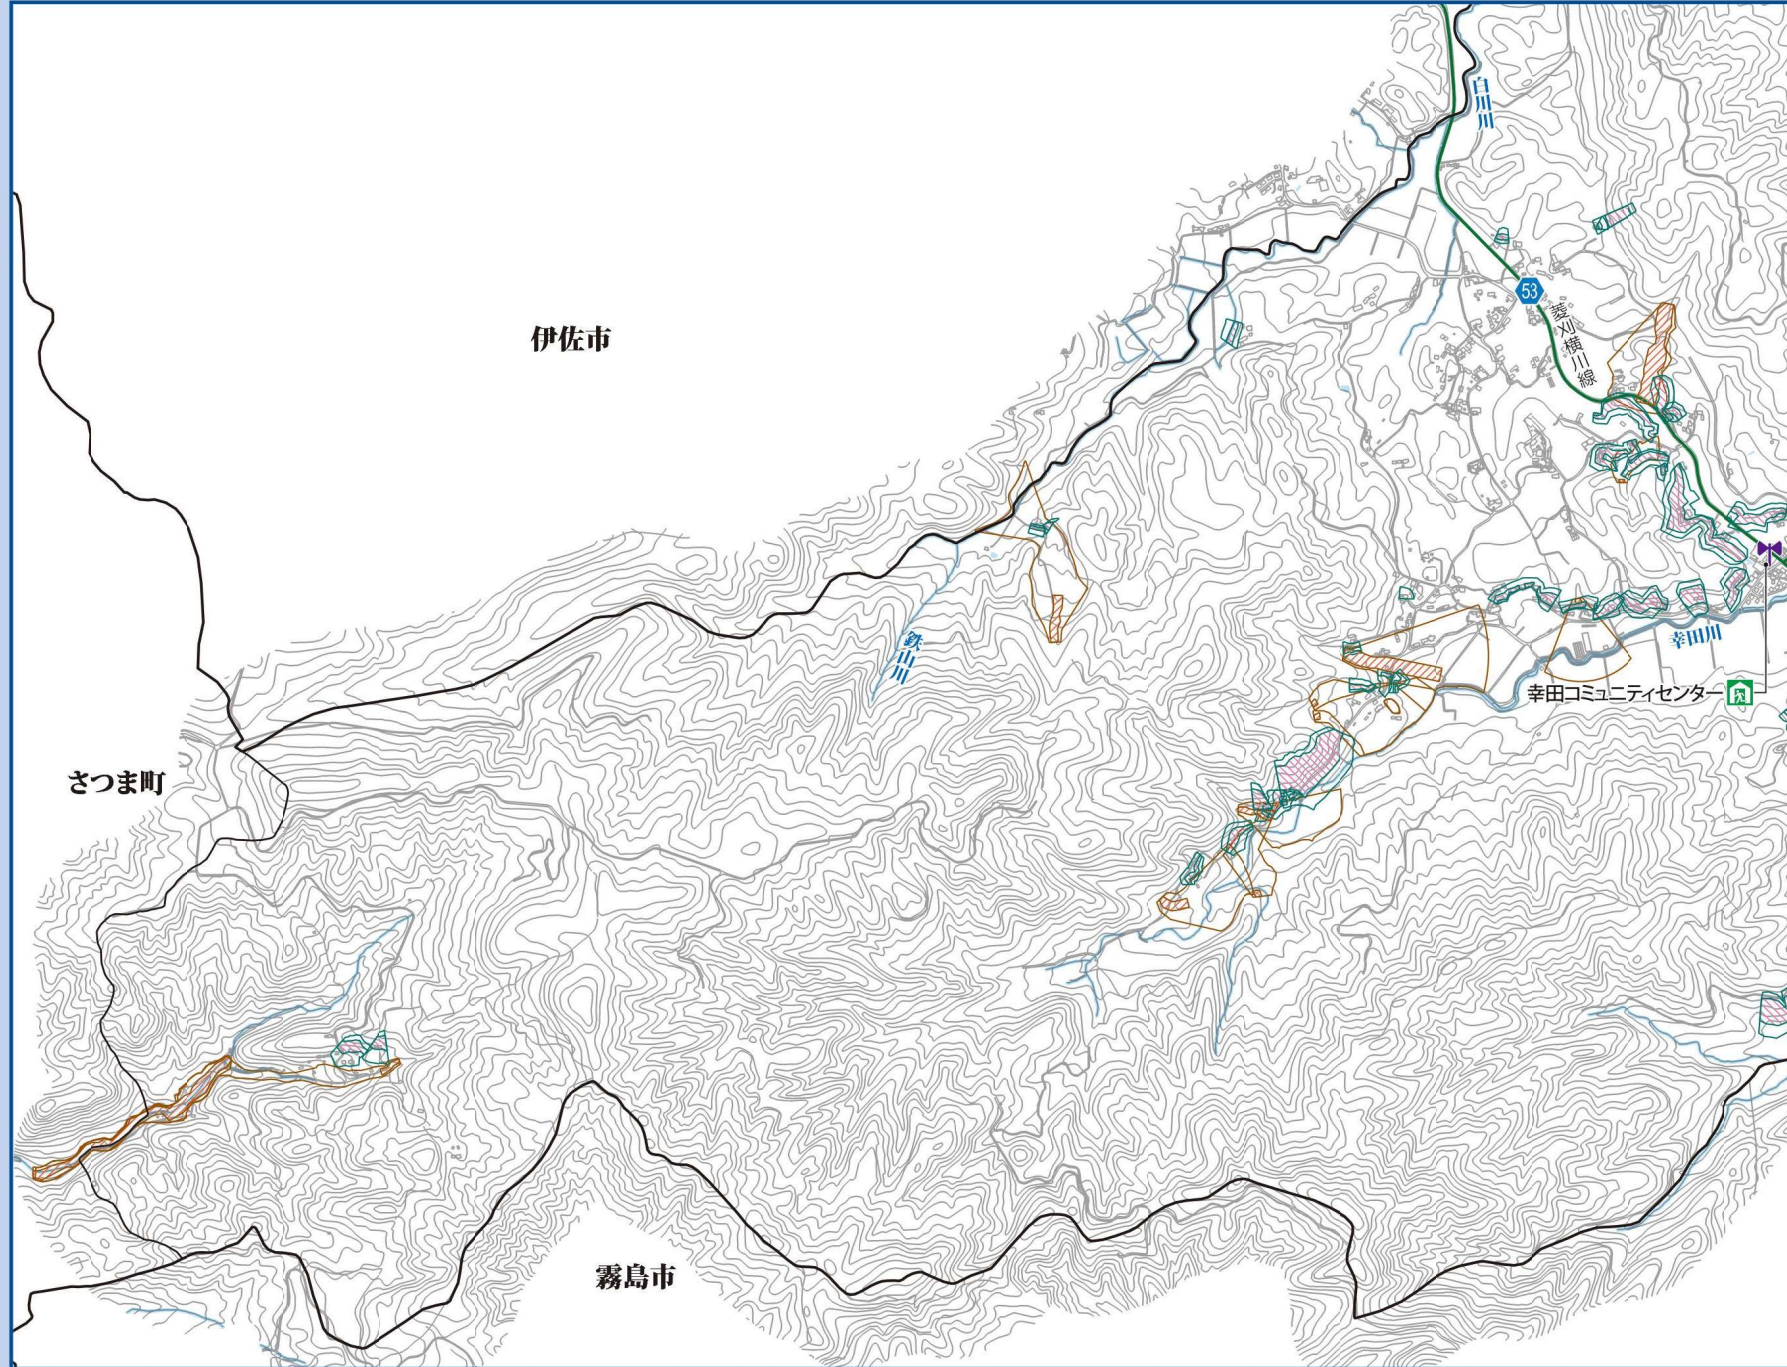 白川川
53
菱刈横川線
伊佐市
鉄山川
幸田川
幸田コミュニティセンター
さつま町
霧島市